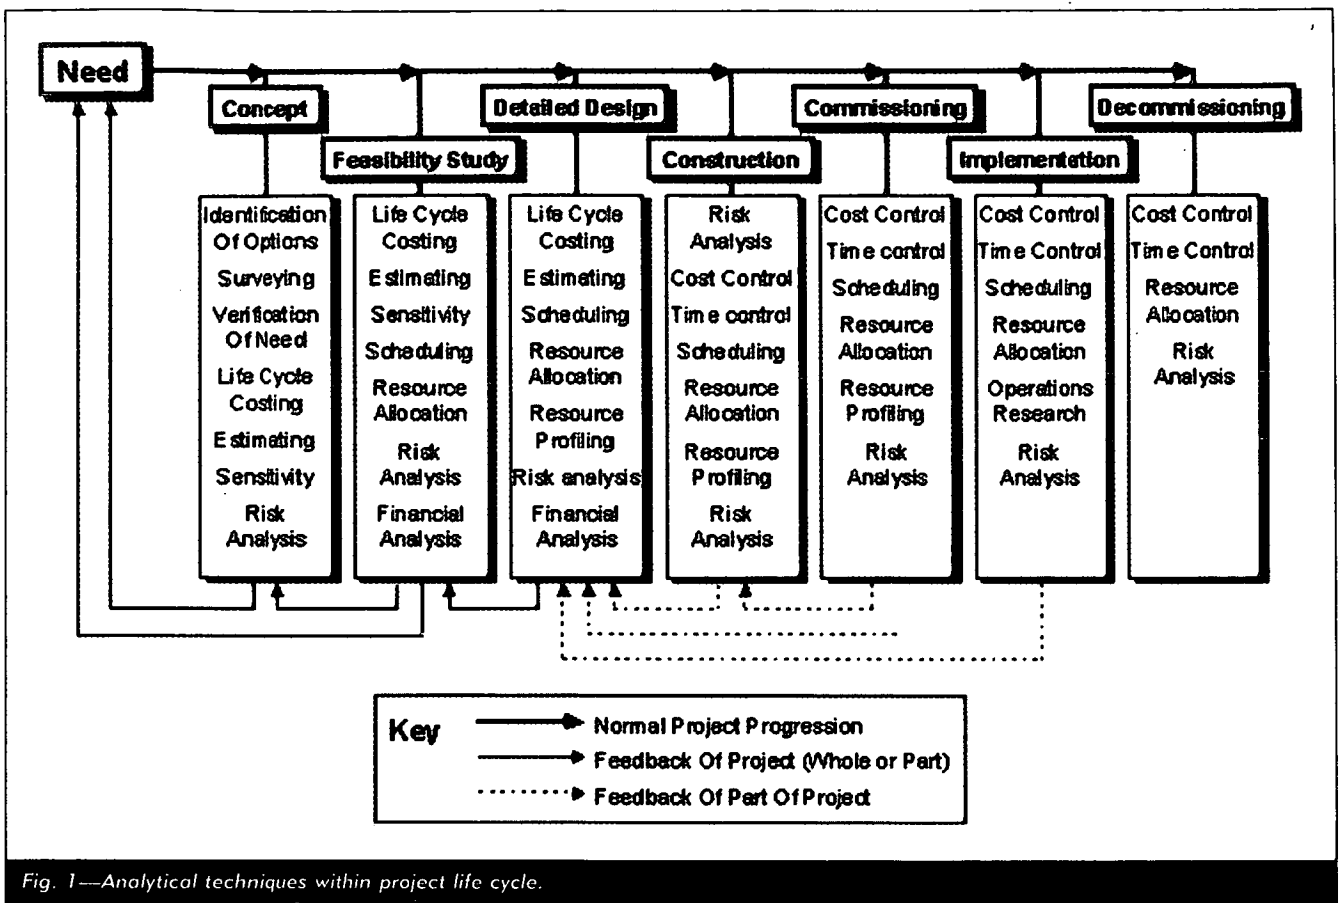 Need
Concept
Feasibility Study
Detailed Design
Construction
Commissioning
Implementation
Decommissioning
Identification
Of Options
Surveying
Verification
Of Need
Life Cycle
Costing
Estimating
Sensitivity
Risk
Analysis
Life Cycle
Costing
Estimating
Sensitivity
Scheduling
Resource
Allocation
Risk
Analysis
Financial
Analysis
Life Cycle
Costing
Estimating
Scheduling
Resource
Allocation
Resource
Profiling
Risk analysis
Financial
Analysis
Risk
Analysis
Cost Control
Time control
Scheduling
Resource
Allocation
Resource
Profiling
Risk
Analysis
Cost Control
Time control
Scheduling
Resource
Allocation
Resource
Profiling
Risk
Analysis
Cost Control
Time Control
Scheduling
Resource
Allocation
Operations
Research
Risk
Analysis
Cost Control
Time Control
Resource
Allocation
Risk
Analysis
Key
Normal Project Progression
Feedback Of Project (Whole or Part)
Feedback Of Part Of Project
Fig. 1—Analytical techniques within project life cycle.